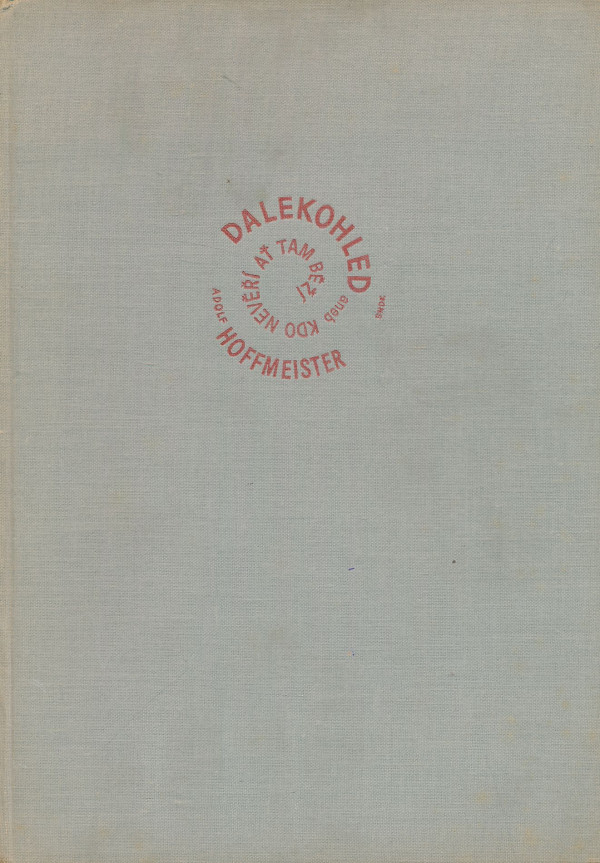 ADOLF
HOFFMEISTER
DALEKOHLED
aneb KDO NEVĚŘÍ AŤ TAM BĚŽÍ
SNDK